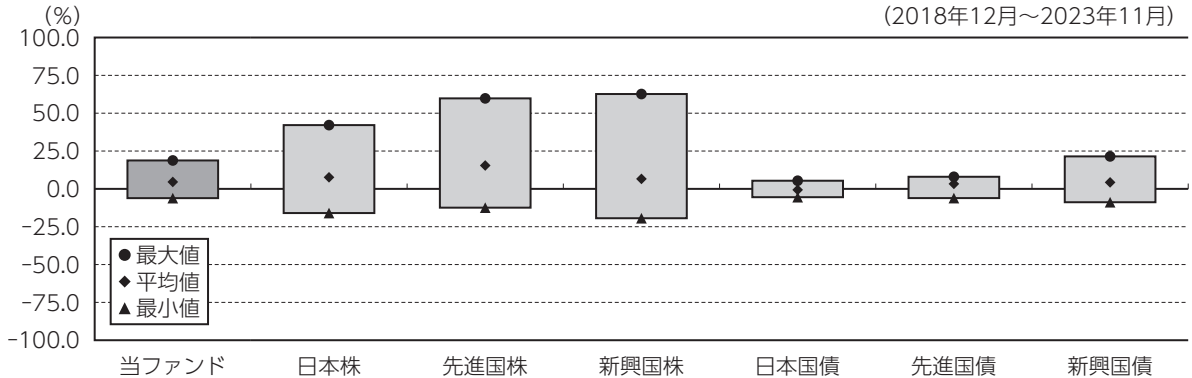 (%)
(2018年12月～2023年11月)
100.0
75.0
50.0
25.0
0.0
-25.0
-50.0
-75.0
-100.0
●最大値
◆平均値
▲最小値
当ファンド 日本株 先進国株 新興国株 日本国債 先進国債 新興国債